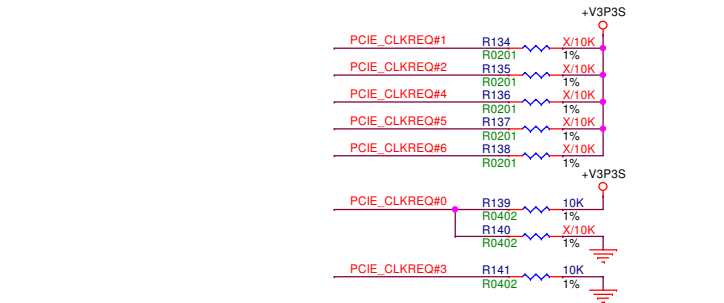 +V3P3S
PCIE_CLKREQ#1 R134 X/10K
R0201 1%
PCIE_CLKREQ#2 R135 X/10K
R0201 1%
PCIE_CLKREQ#4 R136 X/10K
R0201 1%
PCIE_CLKREQ#5 R137 X/10K
R0201 1%
PCIE_CLKREQ#6 R138 X/10K
R0201 1%
+V3P3S
PCIE_CLKREQ#0 R139 10K
R0402 1%
R140 X/10K
R0402 1%
PCIE_CLKREQ#3 R141 10K
R0402 1%